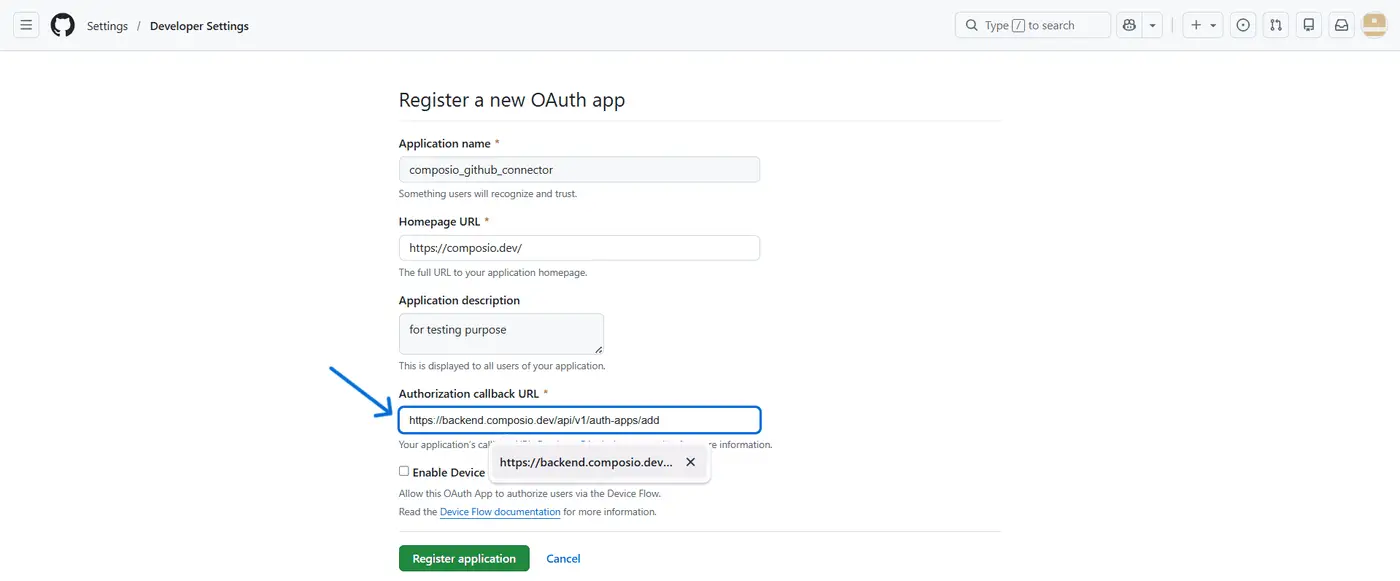 Settings / Developer Settings
Type / to search
Register a new OAuth app
Application name *
composio_github_connector
Something users will recognize and trust.
Homepage URL *
https://composio.dev/
The full URL to your application homepage.
Application description
for testing purpose
This is displayed to all users of your application.
Authorization callback URL *
https://backend.composio.dev/api/v1/auth-apps/add
Your application's information.
https://backend.composio.dev...
Enable Device
Allow this OAuth App to authorize users via the Device Flow.
Read the Device Flow documentation for more information.
Register application Cancel